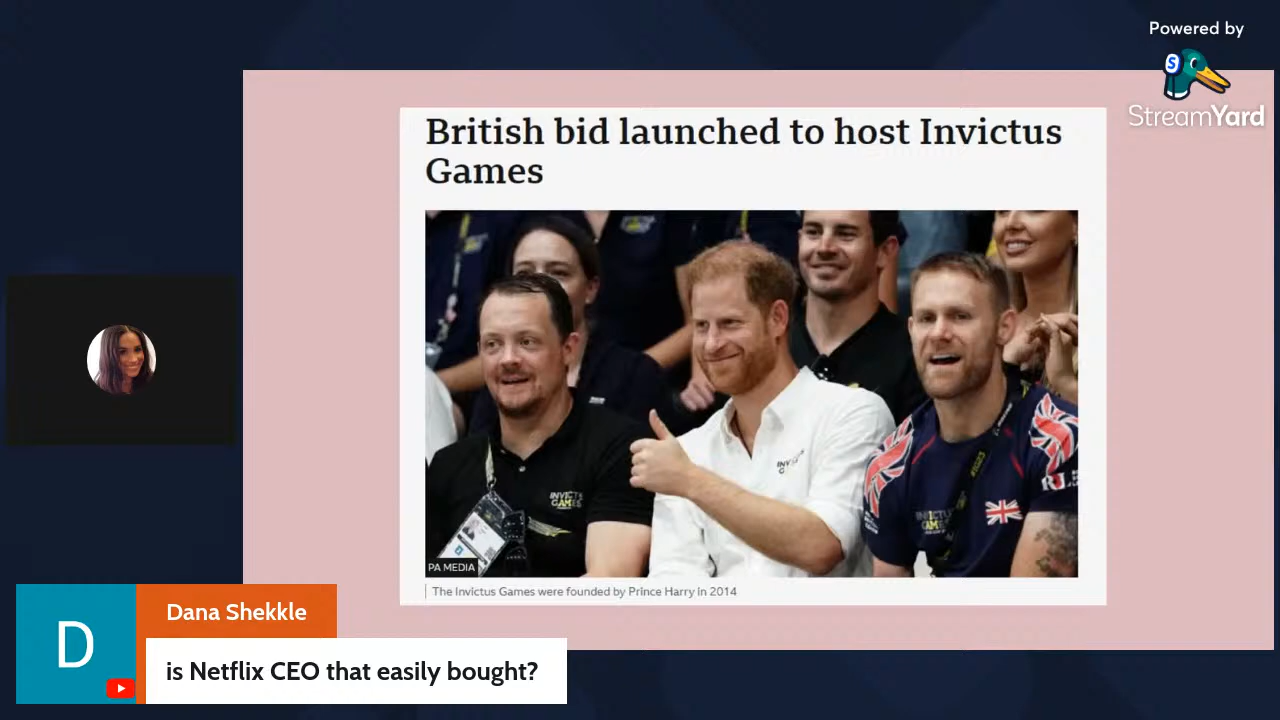 Powered by
StreamYard
British bid launched to host Invictus
Games
PA MEDIA
The Invictus Games were founded by Prince Harry in 2014
D
Dana Shekkle
is Netflix CEO that easily bought?